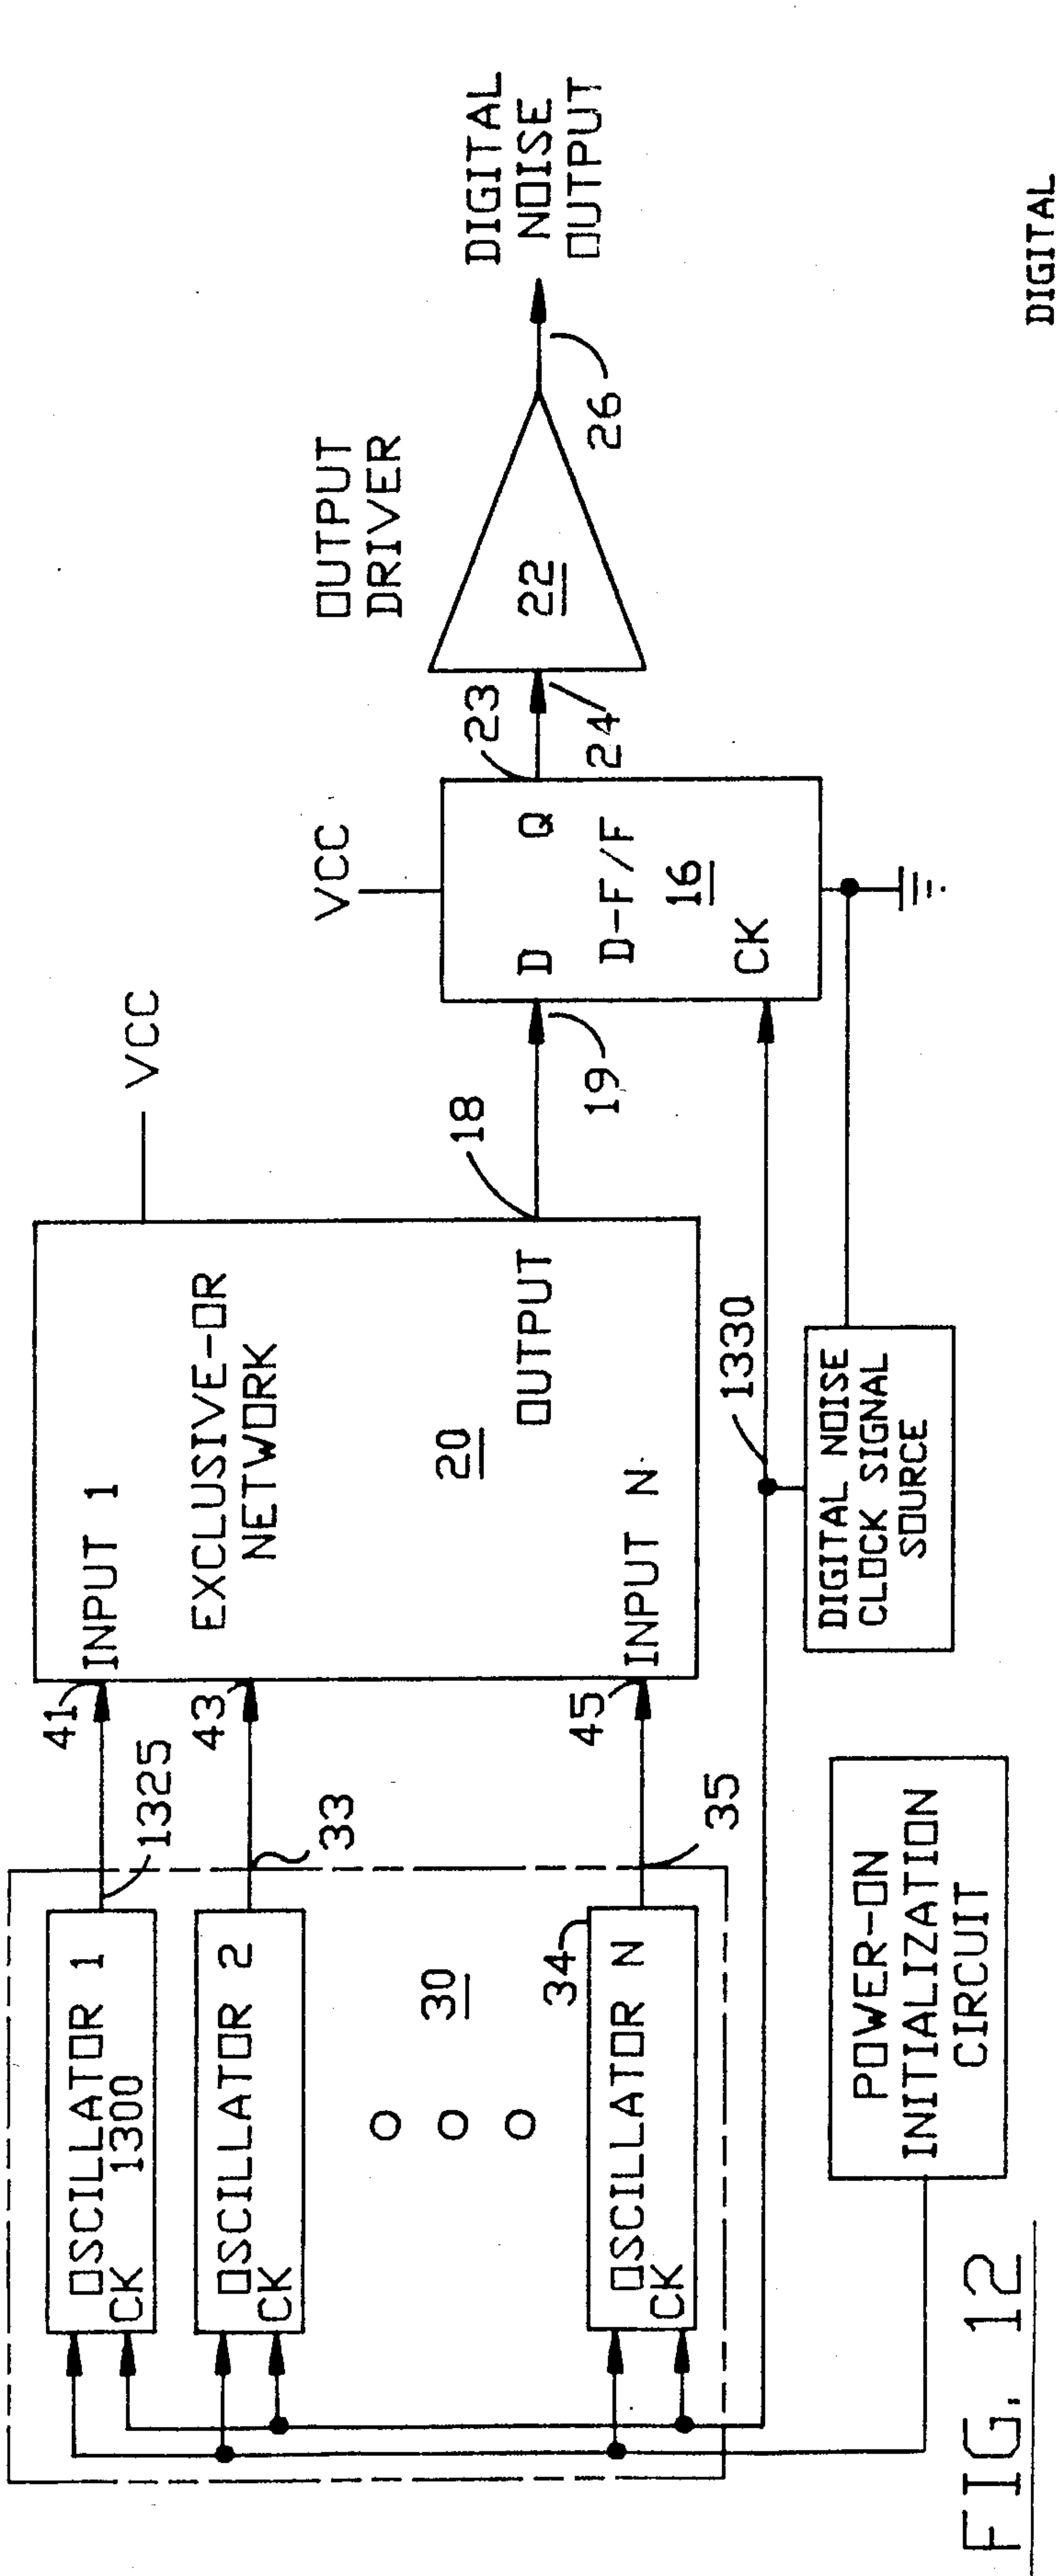 OSCILLATOR 1
1300
CK
1325
41
INPUT 1
VCC
OSCILLATOR 2
CK
33
43
EXCLUSIVE-OR
NETWORK
20
OUTPUT
18
30
34
OSCILLATOR N
CK
35
45
INPUT N
VCC
19
D
Q
D-F/F
16
CK
23
24
OUTPUT
DRIVER
22
26
DIGITAL
NOISE
OUTPUT
1330
DIGITAL NOISE
CLOCK SIGNAL
SOURCE
POWER-ON
INITIALIZATION
CIRCUIT
FIG. 12
DIGITAL